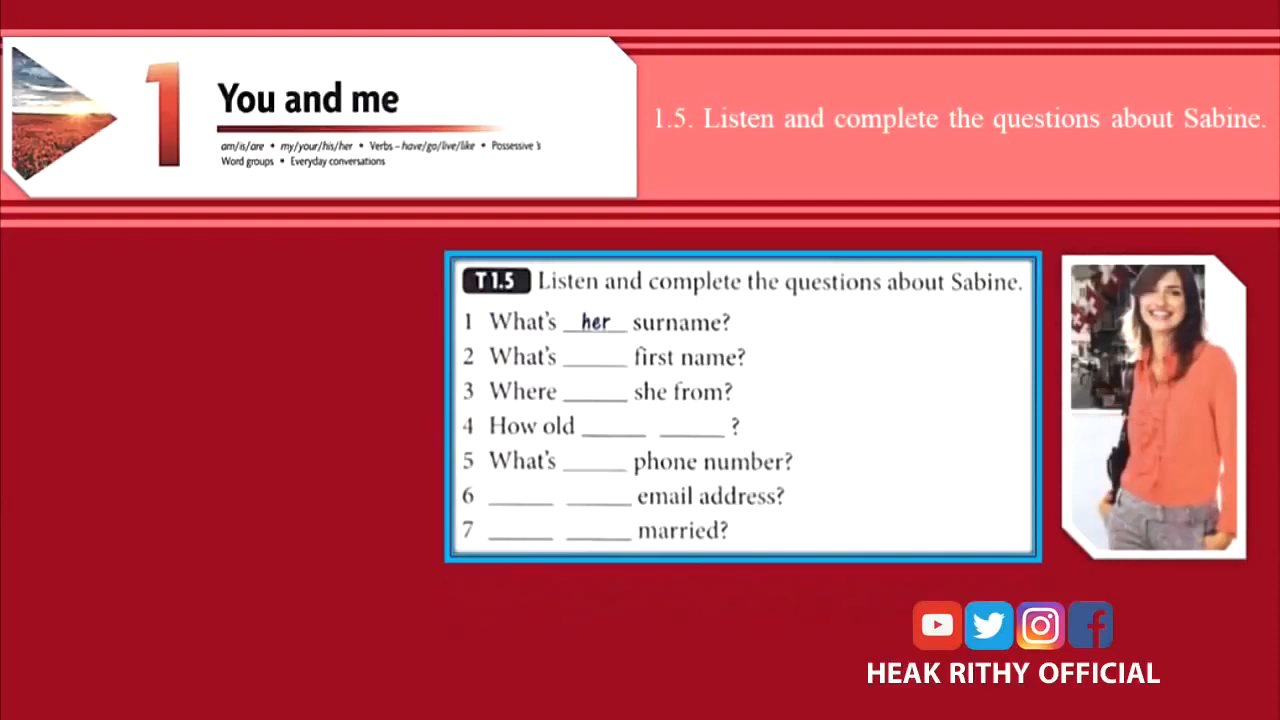 1
You and me
am/is/are • my/your/his/her • Verbs – have/go/live/like • Possessive 's
Word groups • Everyday conversations
1.5. Listen and complete the questions about Sabine.
T 1.5 Listen and complete the questions about Sabine.
1 What's her surname?
2 What's ______ first name?
3 Where ______ she from?
4 How old ______ ______ ?
5 What's ______ phone number?
6 ______ ______ email address?
7 ______ ______ married?
HEAK RITHY OFFICIAL